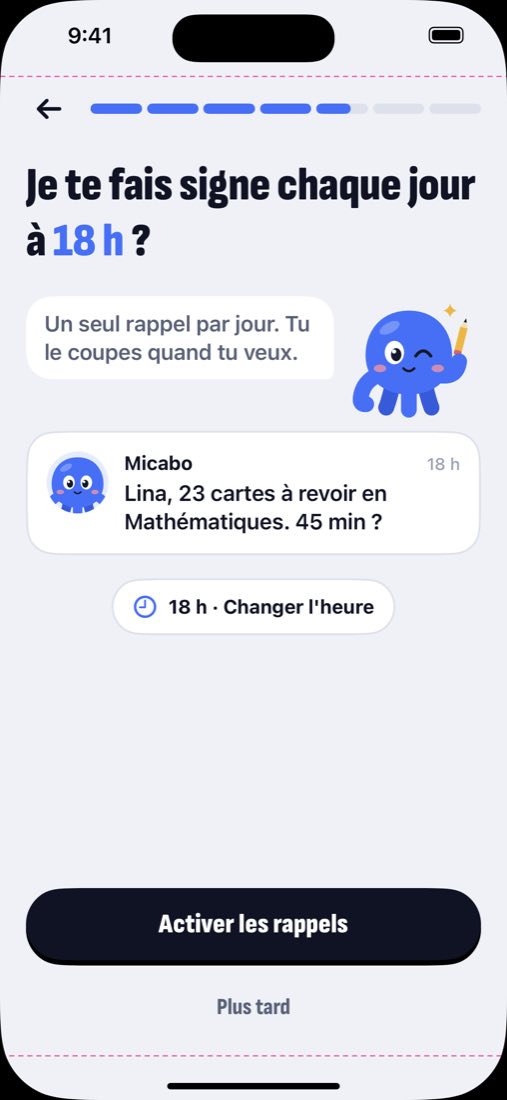 9:41
Je te fais signe chaque jour
à 18 h ?
Un seul rappel par jour. Tu
le coupes quand tu veux.
Micabo
18 h
Lina, 23 cartes à revoir en
Mathématiques. 45 min ?
18 h · Changer l'heure
Activer les rappels
Plus tard